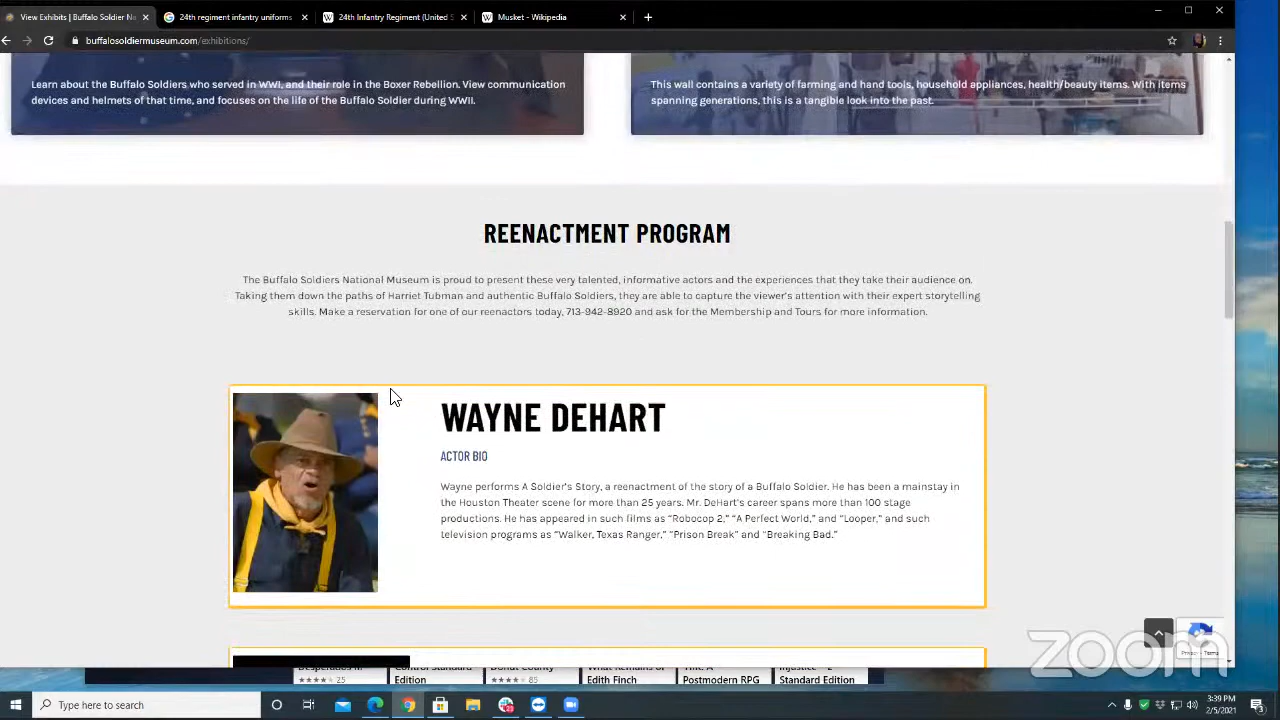 View Exhibits | Buffalo Soldier N
24th regiment infantry uniforms
24th Infantry Regiment (United S
Musket - Wikipedia
buffalosoldiermuseum.com/exhibitions/
Learn about the Buffalo Soldiers who served in WWI, and their role in the Boxer Rebellion. View communication
devices and helmets of that time, and focuses on the life of the Buffalo Soldier during WWII.
This wall contains a variety of farming and hand tools, household appliances, health/beauty items. With items
spanning generations, this is a tangible look into the past.
REENACTMENT PROGRAM
The Buffalo Soldiers National Museum is proud to present these very talented, informative actors and the experiences that they take their audience on.
Taking them down the paths of Harriet Tubman and authentic Buffalo Soldiers, they are able to capture the viewer's attention with their expert storytelling
skills. Make a reservation for one of our reenactors today, 713-942-8920 and ask for the Membership and Tours for more information.
WAYNE DEHART
ACTOR BIO
Wayne performs A Soldier's Story, a reenactment of the story of a Buffalo Soldier. He has been a mainstay in
the Houston Theater scene for more than 25 years. Mr. DeHart's career spans more than 100 stage
productions. He has appeared in such films as "Robocop 2," "A Perfect World," and "Looper," and such
television programs as "Walker, Texas Ranger," "Prison Break" and "Breaking Bad."
Privacy - Terms
zoom
Edition
25
Donut County
85
What Remains of
Edith Finch
Postmodern RPG
Injustice 2
Standard Edition
Type here to search
3:39 PM
2/5/2021